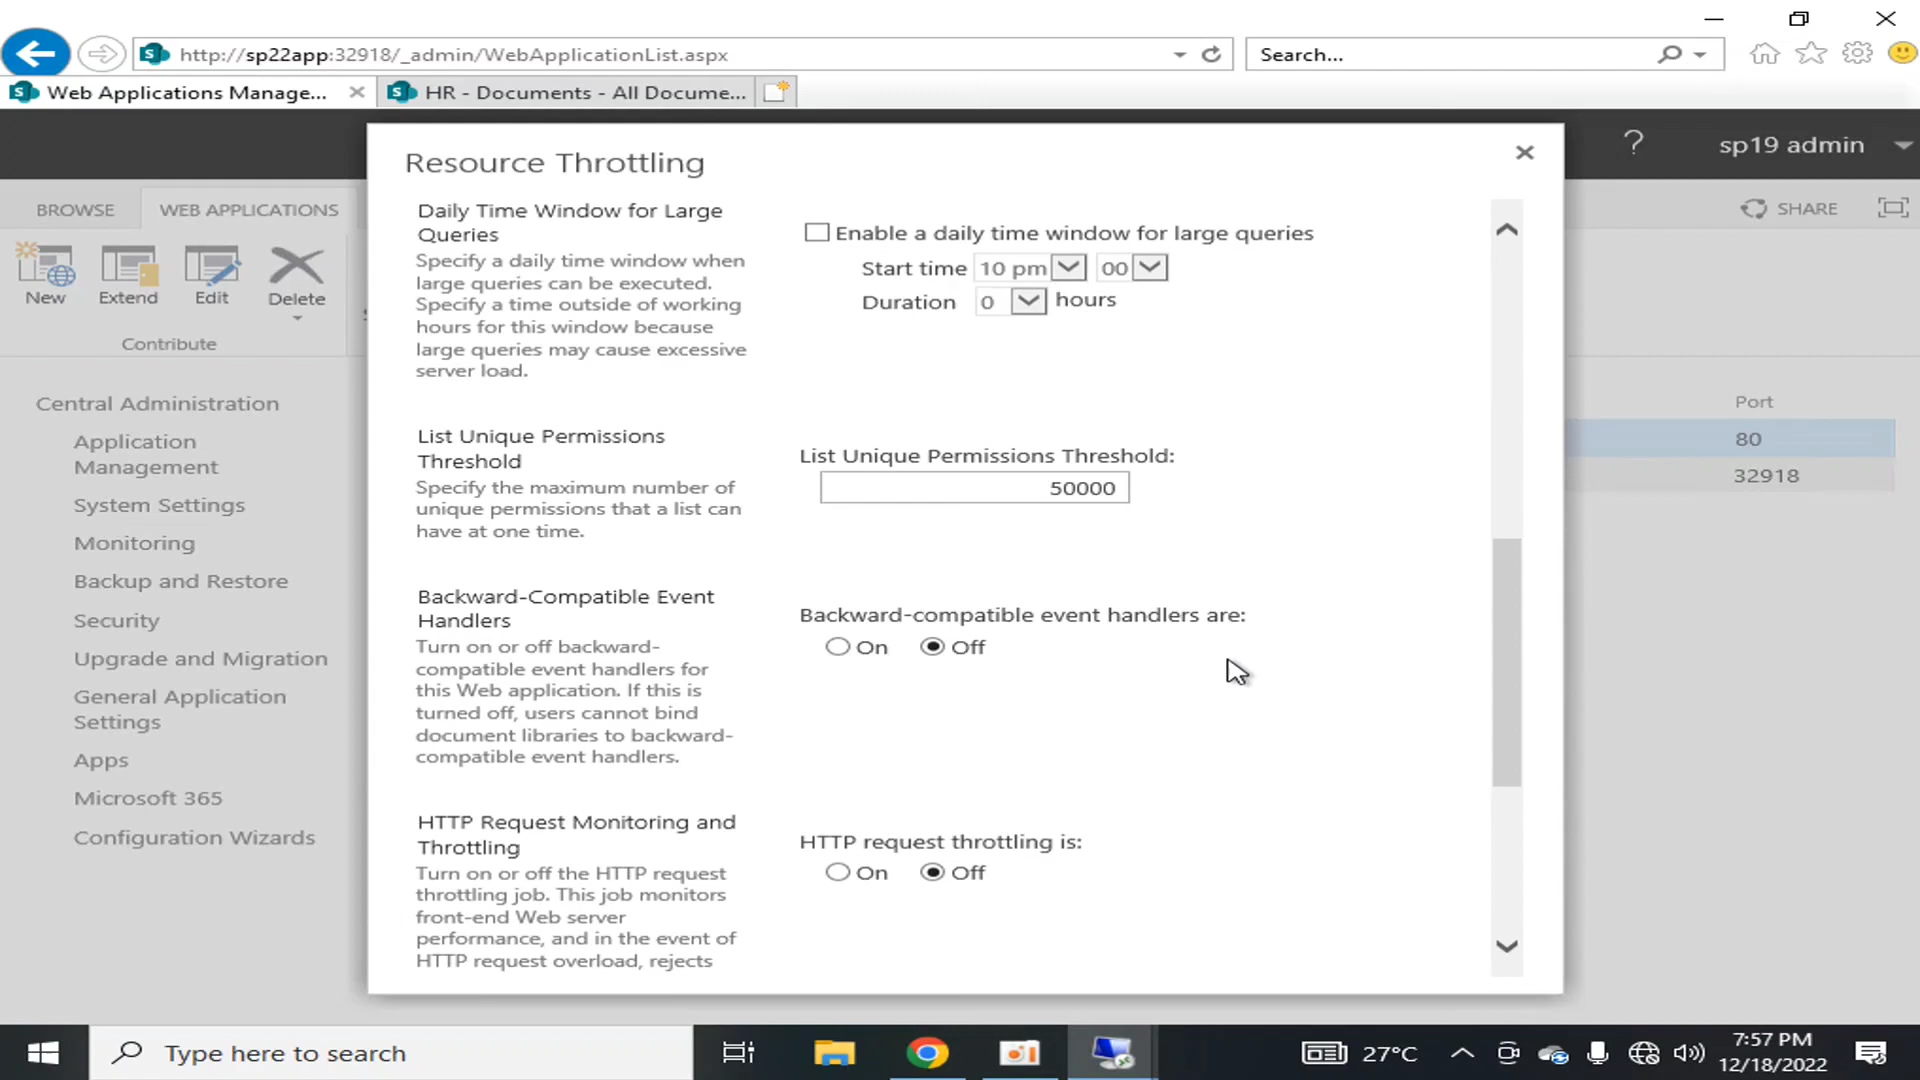 http://sp22app:32918/_admin/WebApplicationList.aspx
Search...
Web Applications Manage...
HR - Documents - All Docume...
sp19 admin
BROWSE
WEB APPLICATIONS
SHARE
New
Extend
Edit
Delete
Contribute
Central Administration
Application
Management
System Settings
Monitoring
Backup and Restore
Security
Upgrade and Migration
General Application
Settings
Apps
Microsoft 365
Configuration Wizards
Resource Throttling
Daily Time Window for Large
Queries
Specify a daily time window when
large queries can be executed.
Specify a time outside of working
hours for this window because
large queries may cause excessive
server load.
Enable a daily time window for large queries
Start time 10 pm 00
Duration 0 hours
List Unique Permissions
Threshold
Specify the maximum number of
unique permissions that a list can
have at one time.
List Unique Permissions Threshold:
50000
Backward-Compatible Event
Handlers
Turn on or off backward-
compatible event handlers for
this Web application. If this is
turned off, users cannot bind
document libraries to backward-
compatible event handlers.
Backward-compatible event handlers are:
On Off
HTTP Request Monitoring and
Throttling
Turn on or off the HTTP request
throttling job. This job monitors
front-end Web server
performance, and in the event of
HTTP request overload, rejects
HTTP request throttling is:
On Off
Port
80
32918
Type here to search
27°C
7:57 PM
12/18/2022